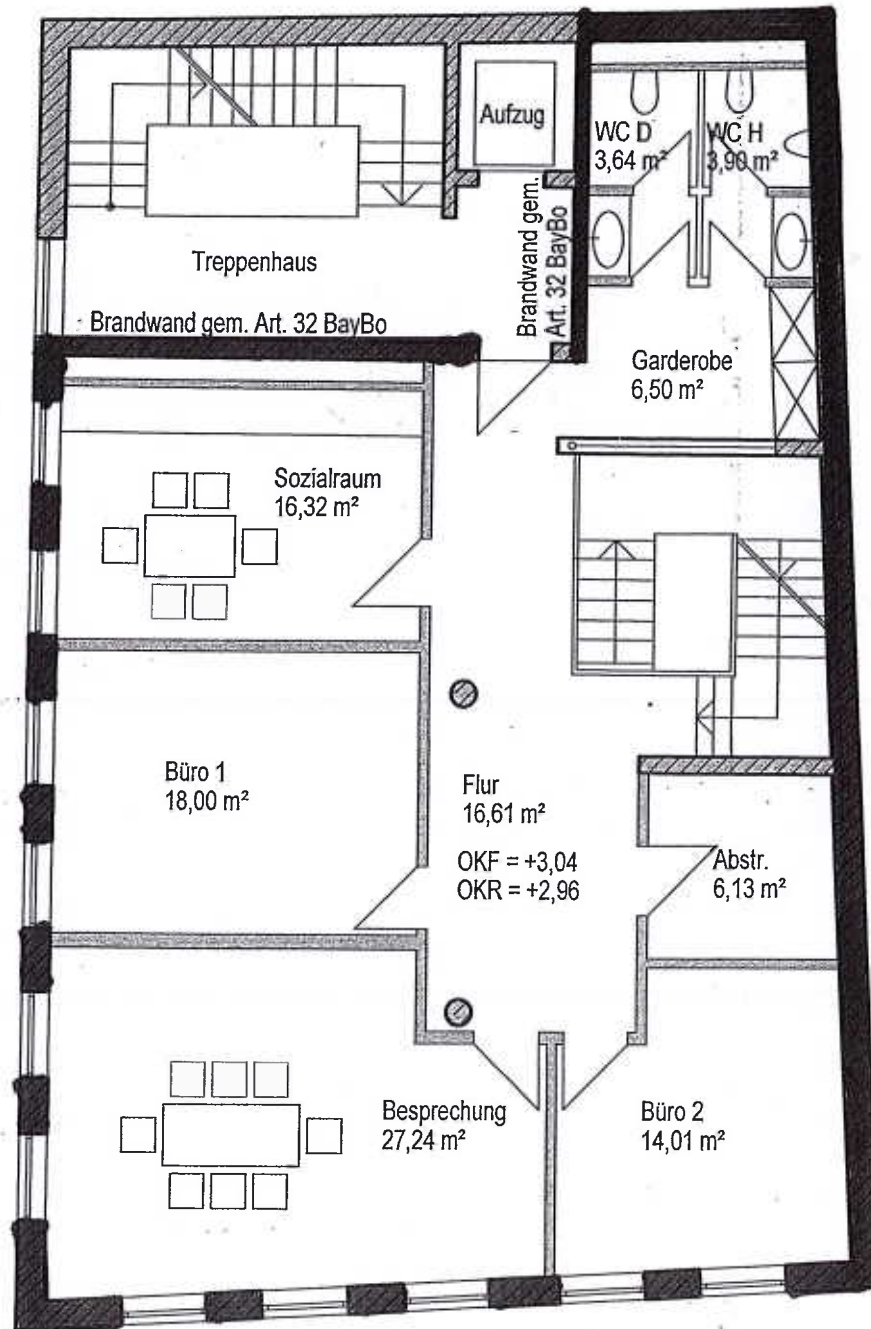 Aufzug
WC D
3,64 m²
WC H
3,90 m²
Brandwand gem.
Art. 32 BayBo
Treppenhaus
Brandwand gem. Art. 32 BayBo
Garderobe
6,50 m²
Sozialraum
16,32 m²
Büro 1
18,00 m²
Flur
16,61 m²
OKF = +3,04
OKR = +2,96
Abstr.
6,13 m²
Besprechung
27,24 m²
Büro 2
14,01 m²